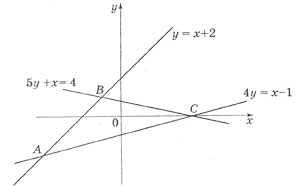 y
y = x+2
5y+x = 4
B
4y = x−1
C
0
x
A